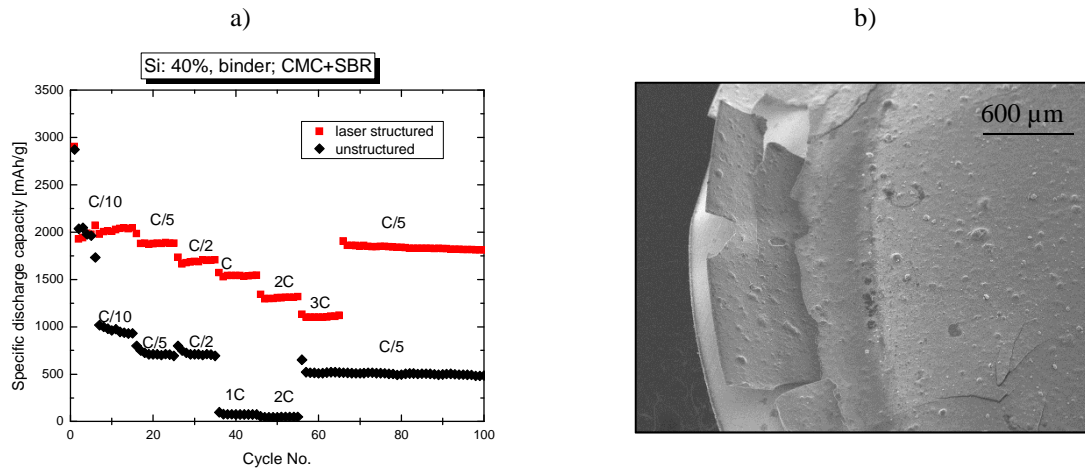 a)
b)
Si: 40%, binder; CMC+SBR
3500
3000
2500
2000
1500
1000
500
0
Specific discharge capacity [mAh/g]
laser structured
unstructured
C/10
C/5
C/2
C
2C
3C
C/5
C/10
C/5
C/2
1C
2C
C/5
0
20
40
60
80
100
Cycle No.
600 µm